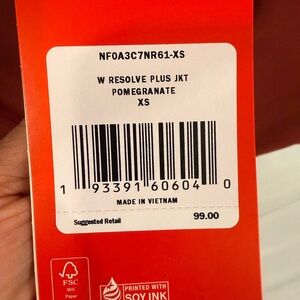 NF0A3C7NR61-XS
W RESOLVE PLUS JKT
POMEGRANATE
XS
1 93391 60604 0
MADE IN VIETNAM
Suggested Retail 99.00
FSC
MIX
Paper
PRINTED WITH
SOY INK